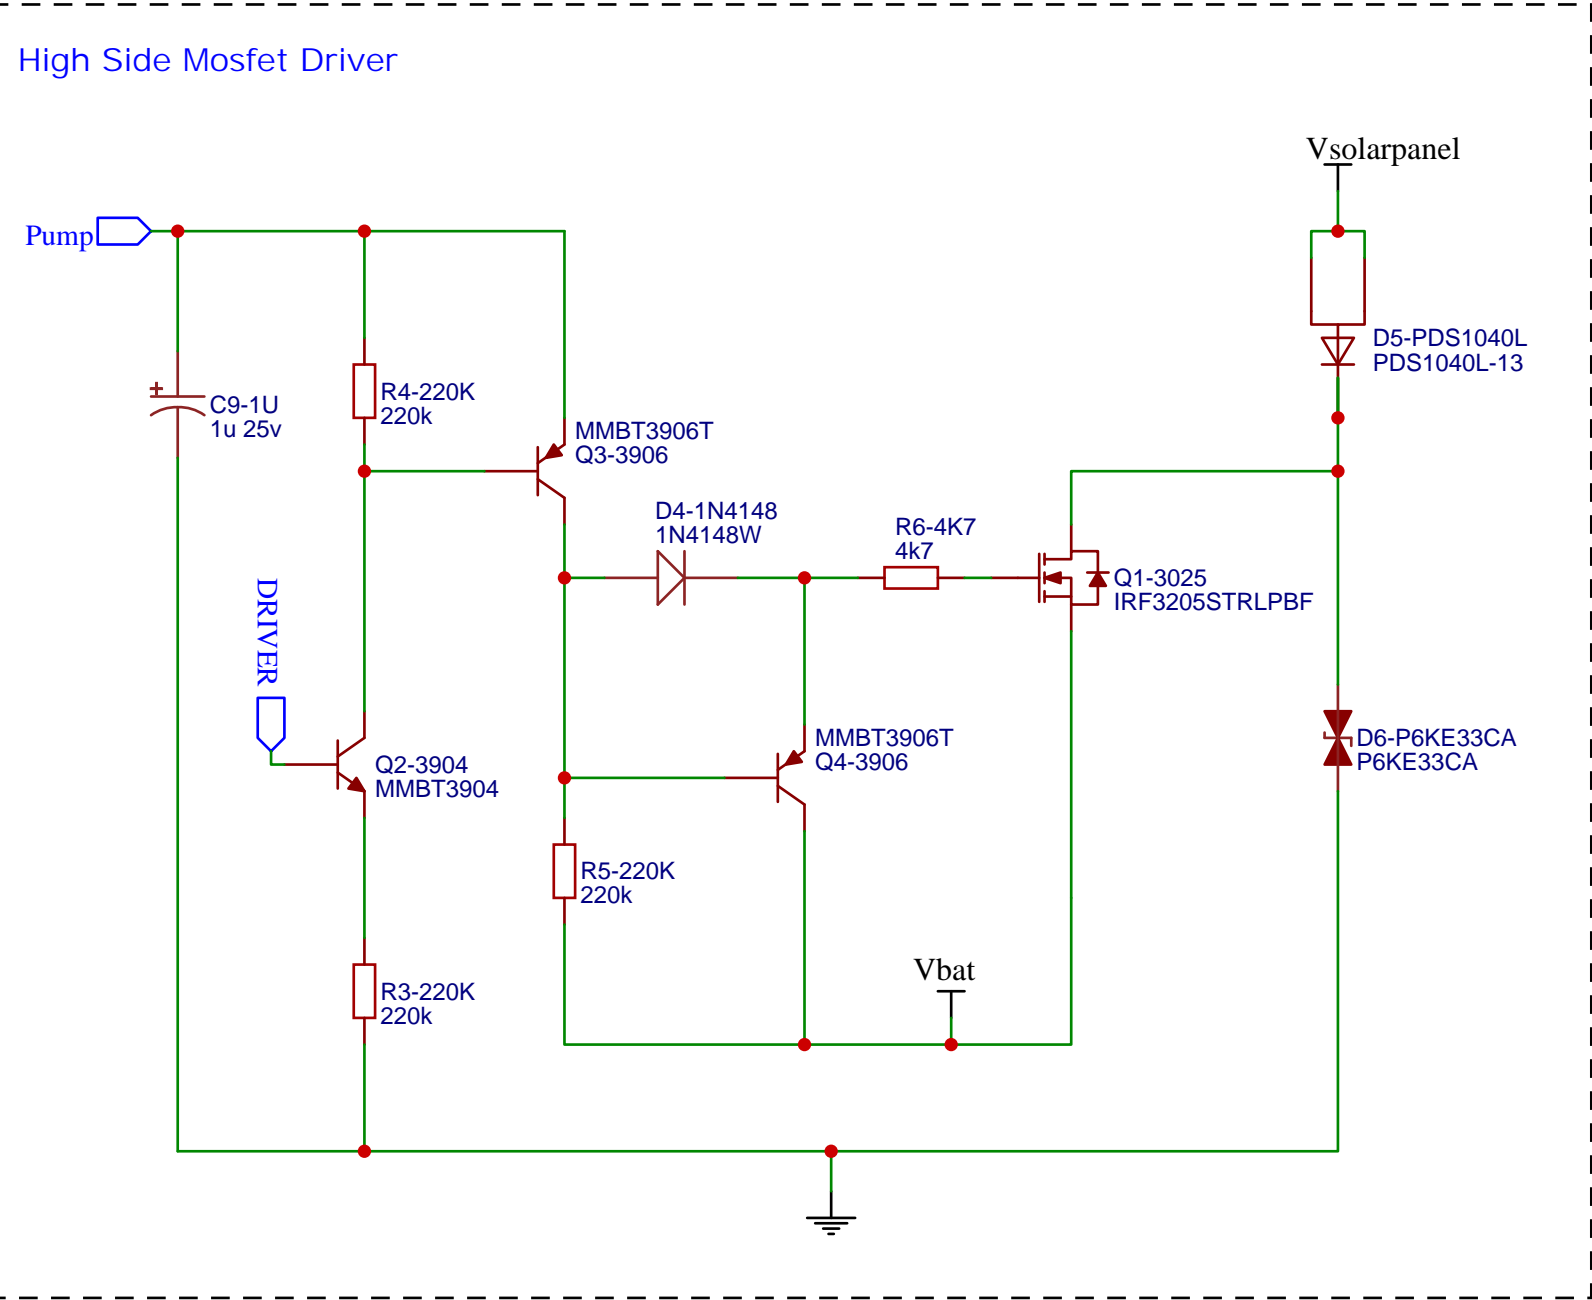 High Side Mosfet Driver
Vsolarpanel
Pump
D5-PDS1040L
PDS1040L-13
R4-220K
220k
C9-1U
1u 25v
+
MMBT3906T
Q3-3906
D4-1N4148
1N4148W
R6-4K7
4k7
Q1-3025
IRF3205STRLPBF
DRIVER
MMBT3906T
Q4-3906
D6-P6KE33CA
P6KE33CA
Q2-3904
MMBT3904
R5-220K
220k
Vbat
R3-220K
220k